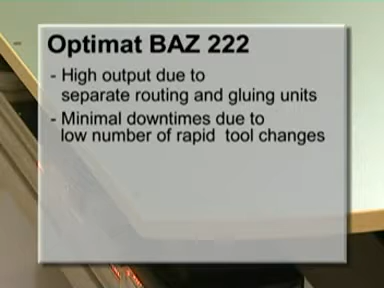 Optimat BAZ 222
- High output due to
separate routing and gluing units
- Minimal downtimes due to
low number of rapid tool changes